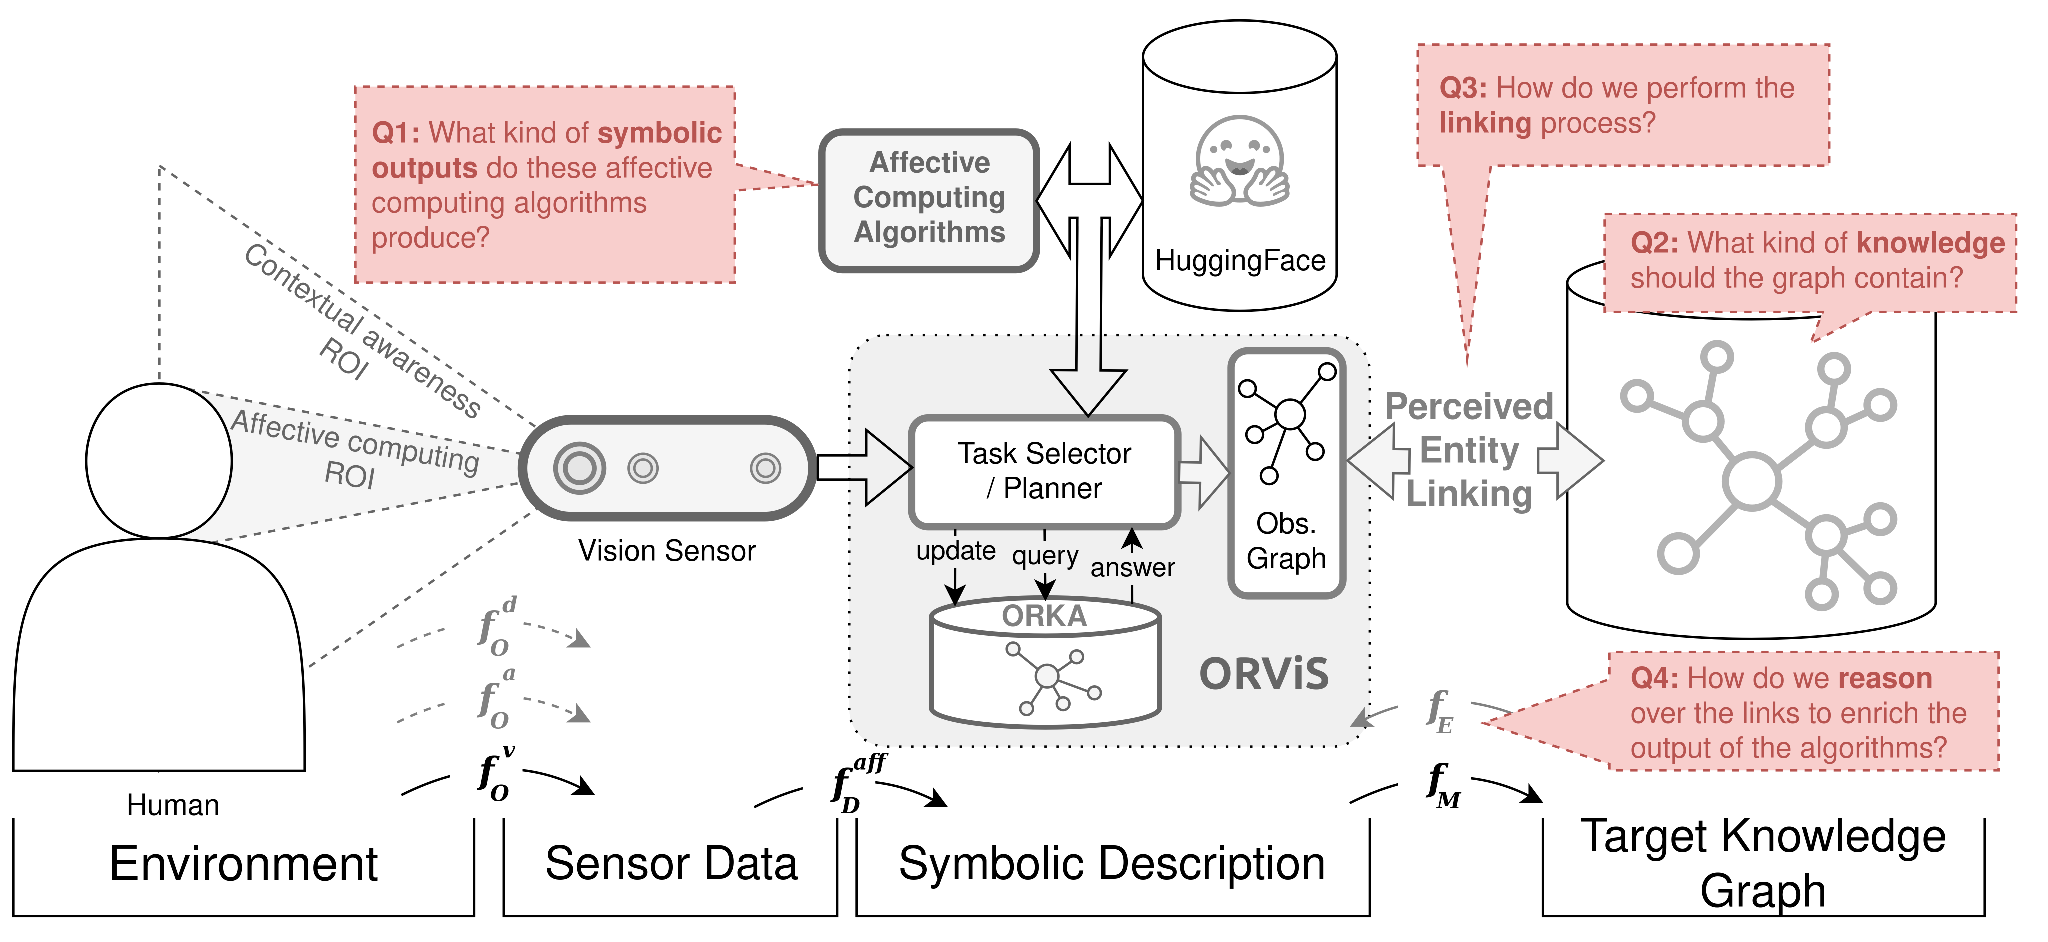 Q1: What kind of symbolic
outputs do these affective
computing algorithms
produce?
Affective
Computing
Algorithms
HuggingFace
Q3: How do we perform the
linking process?
Q2: What kind of knowledge
should the graph contain?
Contextual awareness
ROI
Affective computing
ROI
Vision Sensor
Task Selector
/ Planner
update
query
answer
ORKA
Obs.
Graph
ORViS
Perceived
Entity
Linking
Q4: How do we reason
over the links to enrich the
output of the algorithms?
f_O^d
f_O^a
f_O^v
f_D^aff
f_E
f_M
Human
Environment
Sensor Data
Symbolic Description
Target Knowledge
Graph